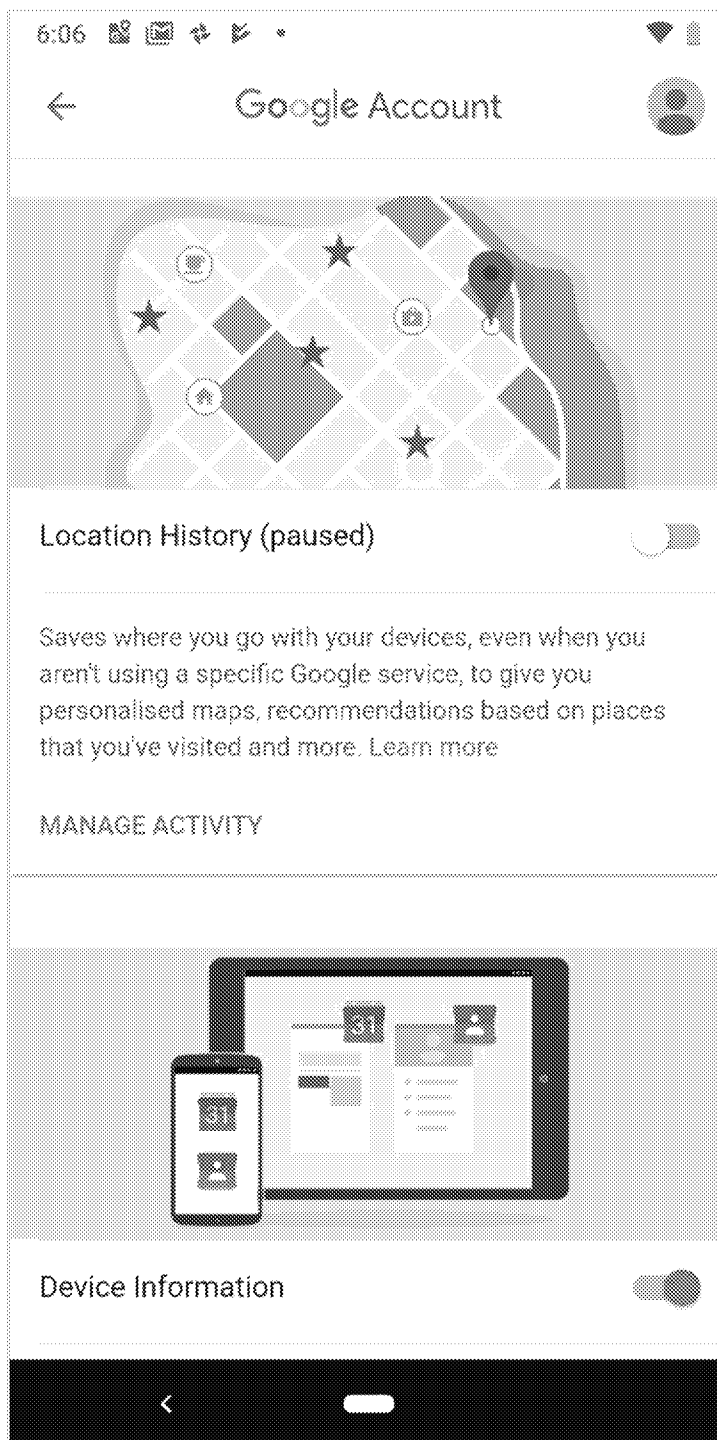 6:06
Google Account
Location History (paused)
Saves where you go with your devices, even when you
aren't using a specific Google service, to give you
personalised maps, recommendations based on places
that you've visited and more. Learn more
MANAGE ACTIVITY
31
31
Device Information